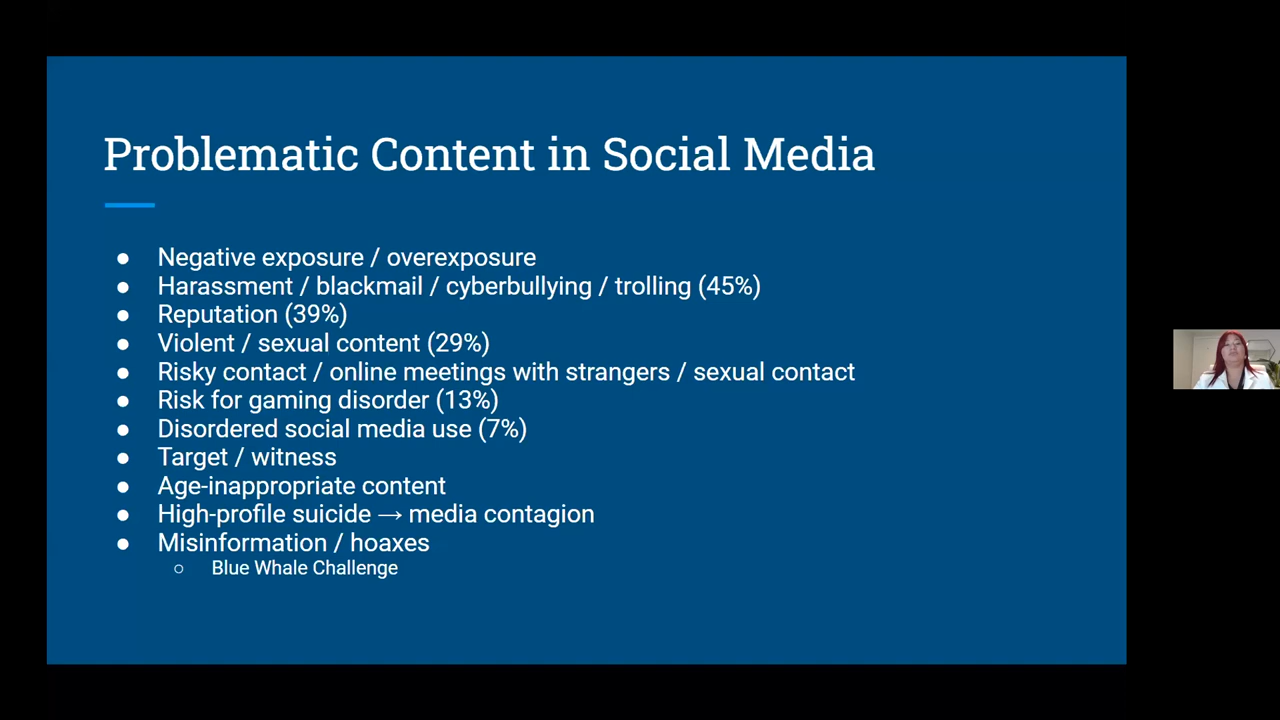 Problematic Content in Social Media
● Negative exposure / overexposure
● Harassment / blackmail / cyberbullying / trolling (45%)
● Reputation (39%)
● Violent / sexual content (29%)
● Risky contact / online meetings with strangers / sexual contact
● Risk for gaming disorder (13%)
● Disordered social media use (7%)
● Target / witness
● Age-inappropriate content
● High-profile suicide → media contagion
● Misinformation / hoaxes
○ Blue Whale Challenge